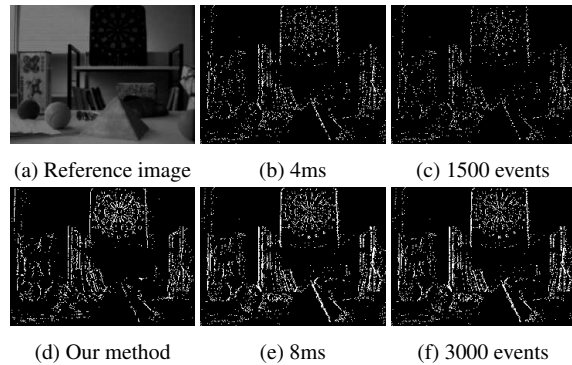 (a) Reference image (b) 4ms (c) 1500 events
(d) Our method (e) 8ms (f) 3000 events